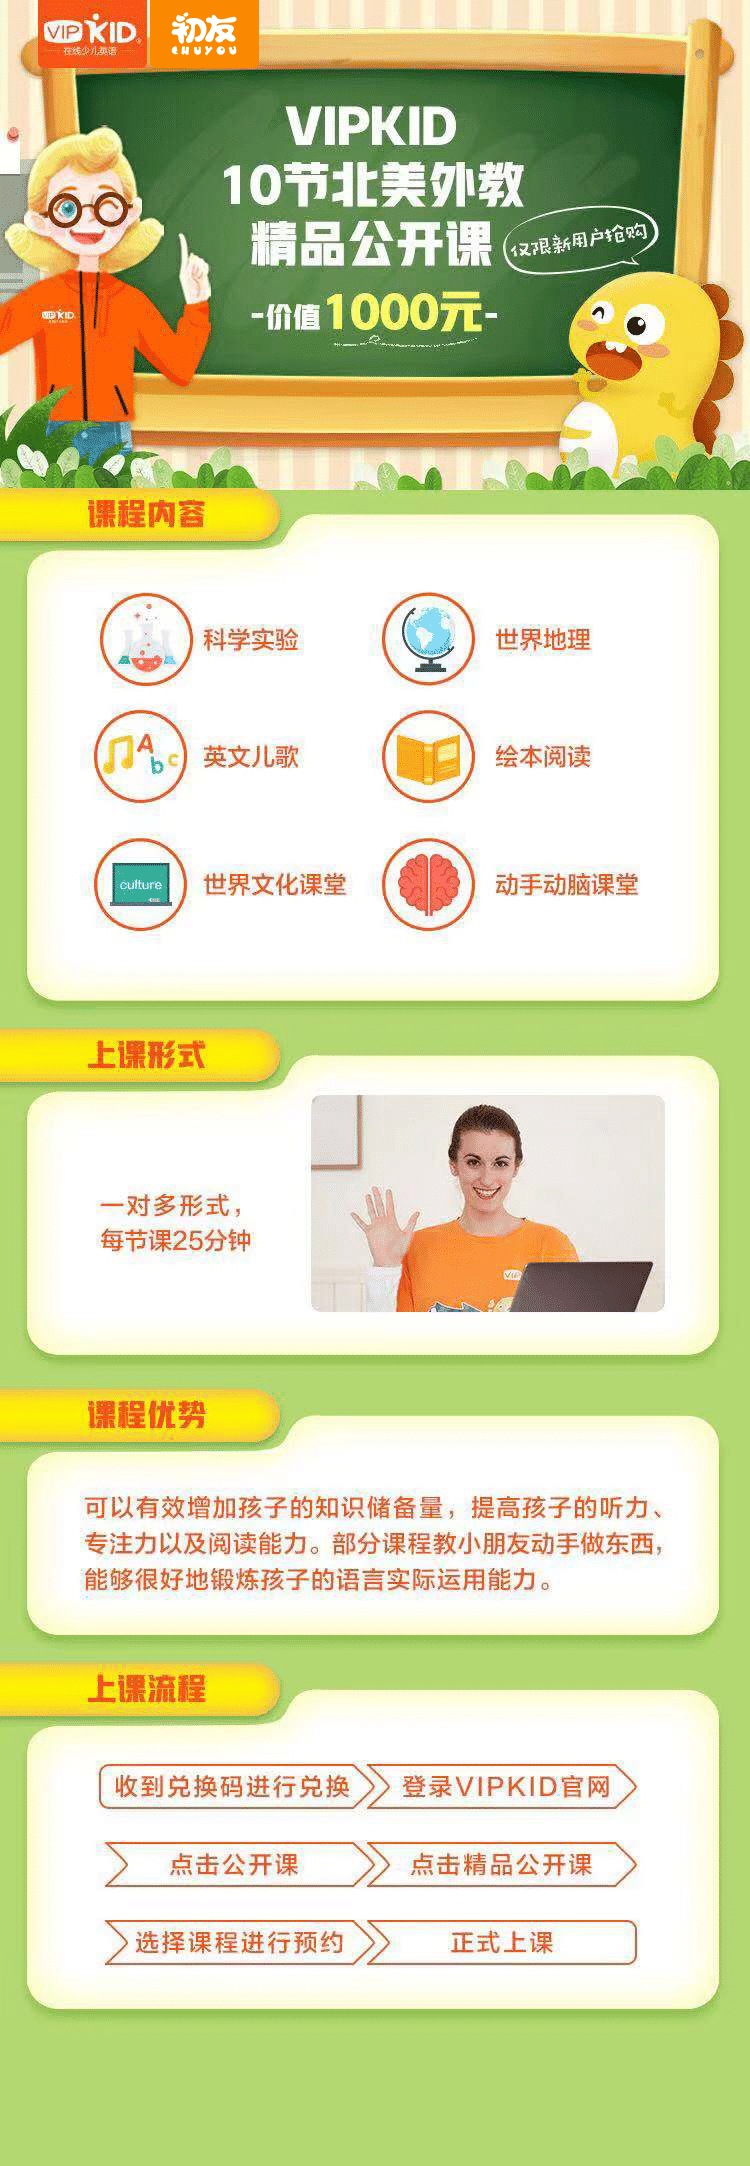 VIPKID
在线少儿英语
初友
CHUYOU
VIPKID
10节北美外教
精品公开课
仅限新用户抢购
-价值1000元-
VIPKID
课程内容
科学实验
世界地理
ABC
英文儿歌
绘本阅读
culture
世界文化课堂
动手动脑课堂
上课形式
一对多形式，
每节课25分钟
课程优势
可以有效增加孩子的知识储备量，提高孩子的听力、
专注力以及阅读能力。部分课程教小朋友动手做东西，
能够很好地锻炼孩子的语言实际运用能力。
上课流程
收到兑换码进行兑换
登录VIPKID官网
点击公开课
点击精品公开课
选择课程进行预约
正式上课